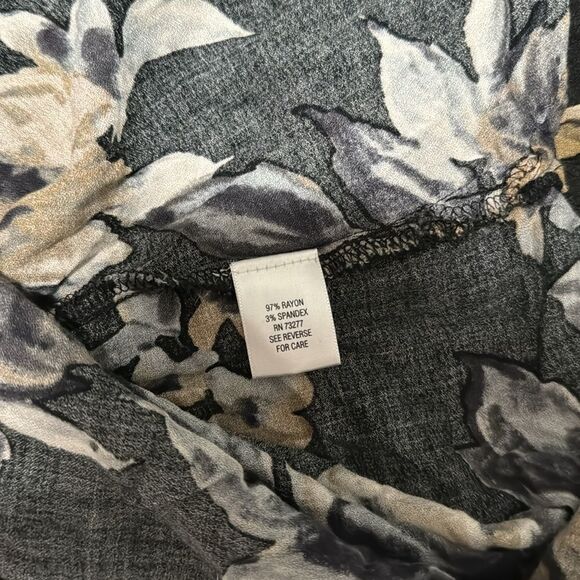 97% RAYON
3% SPANDEX
RN 73277
SEE REVERSE
FOR CARE